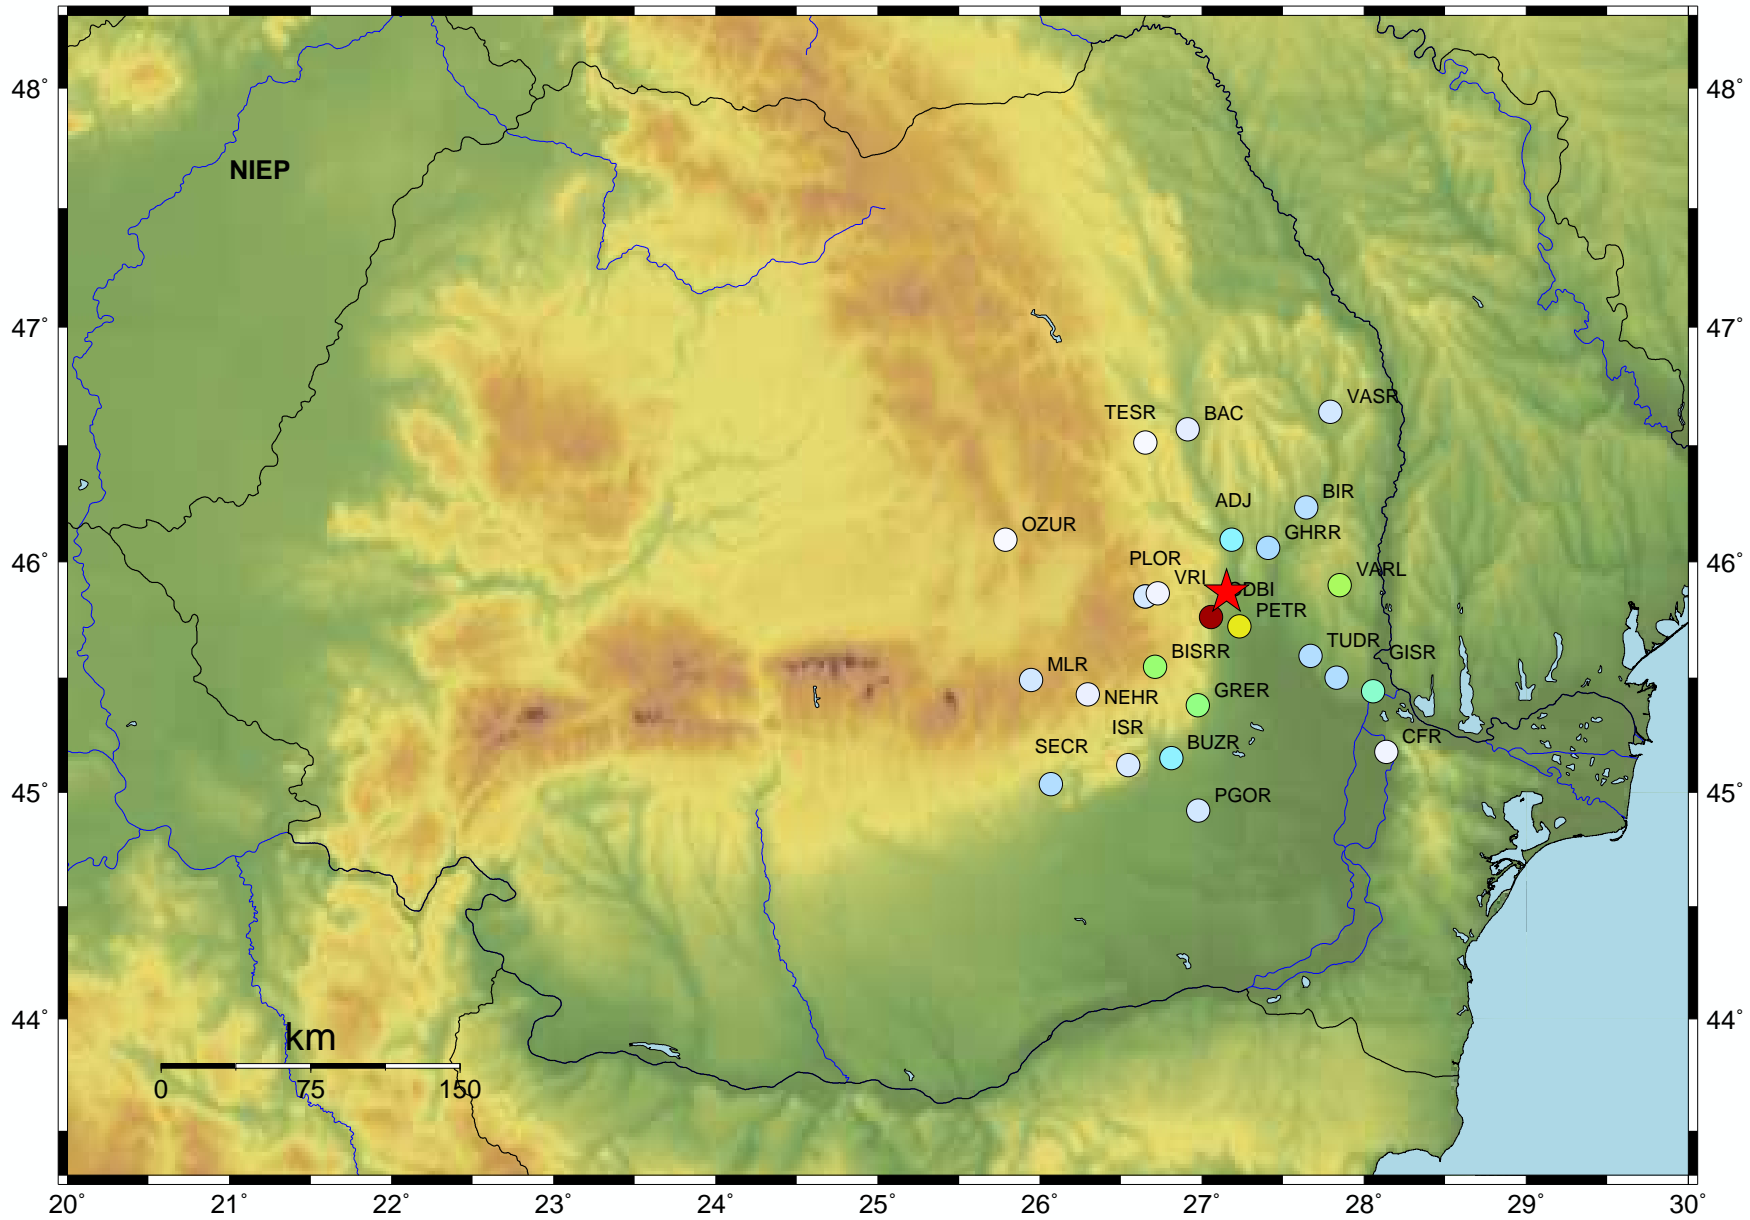 48˚ 48˚
NIEP
47˚ 47˚
VASR
TESR BAC
BIR
ADJ
OZUR GHRR
46˚ 46˚
PLOR
VRI VARL
DBI
PETR
TUDR GISR
BISRR
MLR
NEHR GRER
ISR
SECR BUZR CFR
45˚ 45˚
PGOR
44˚ 44˚
km
0 75 150
20˚ 21˚ 22˚ 23˚ 24˚ 25˚ 26˚ 27˚ 28˚ 29˚ 30˚